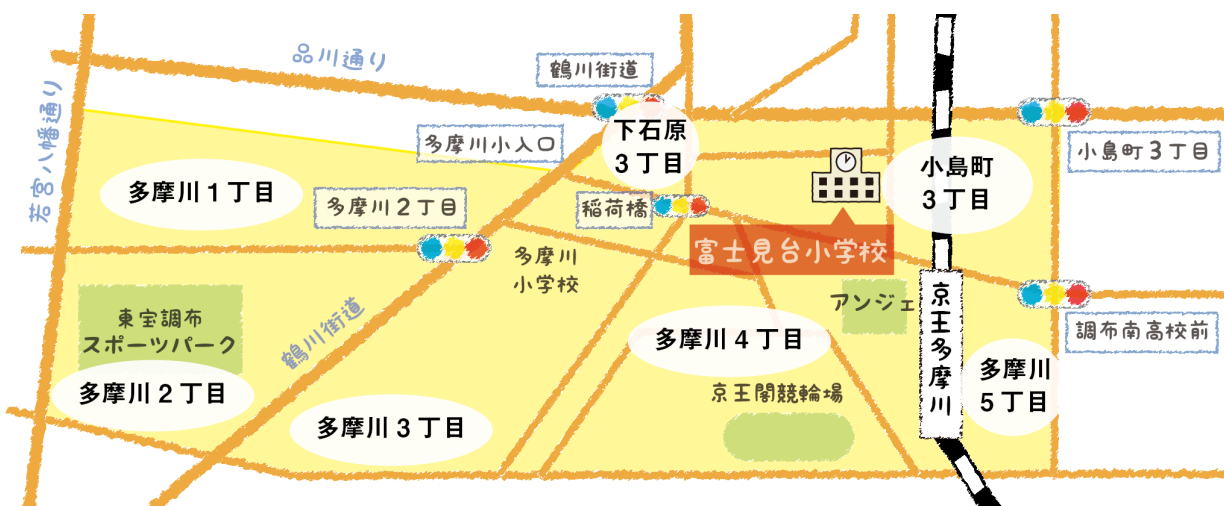 品川通り
鶴川街道
若宮八幡通り
多摩川小入口
下石原
3丁目
小島町3丁目
小島町
3丁目
多摩川1丁目
多摩川2丁目
稲荷橋
富士見台小学校
多摩川
小学校
東宝調布
スポーツパーク
アンジェ
京王多摩川
調布南高校前
鶴川街道
多摩川4丁目
多摩川
5丁目
多摩川2丁目
京王閣競輪場
多摩川3丁目